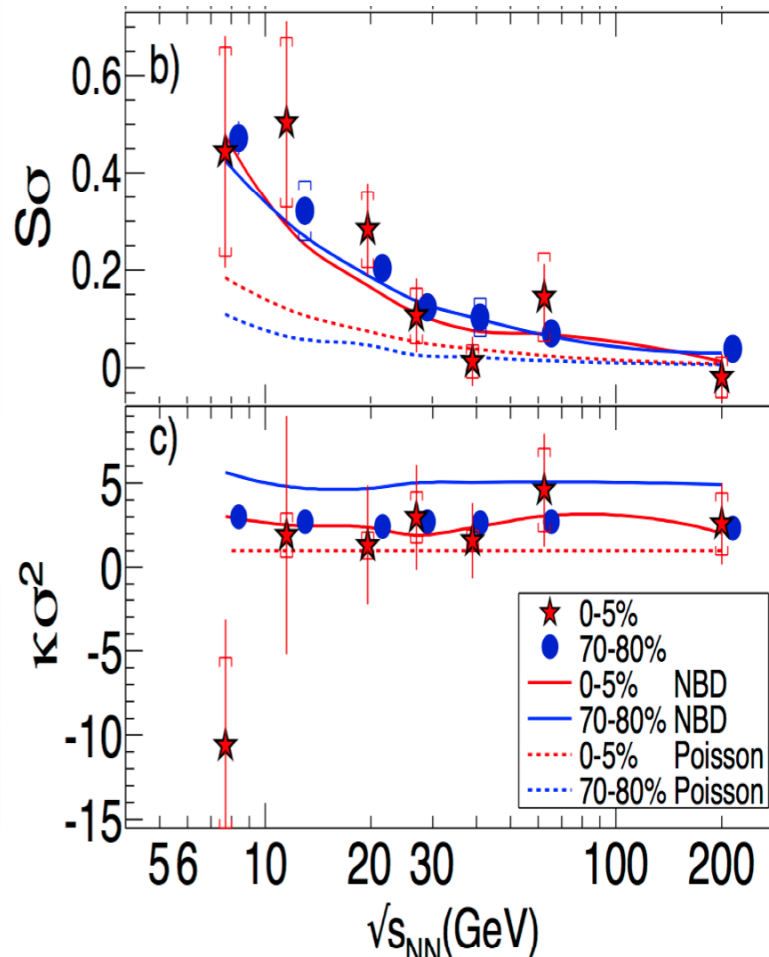 b)
0.6
0.4
0.2
0
Sσ
c)
5
0
-5
-10
-15
κσ²
0-5%
70-80%
0-5% NBD
70-80% NBD
0-5% Poisson
70-80% Poisson
5 6 10 20 30 100 200
√sNN(GeV)